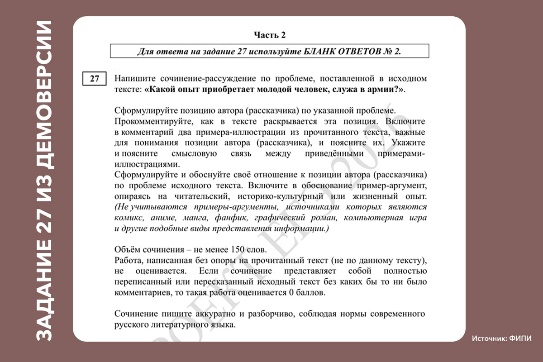 ЗАДАНИЕ 27 ИЗ ДЕМОВЕРСИИ
Часть 2
Для ответа на задание 27 используйте БЛАНК ОТВЕТОВ № 2.
27
Напишите сочинение-рассуждение по проблеме, поставленной в исходном
тексте: «Какой опыт приобретает молодой человек, служа в армии?».
Сформулируйте позицию автора (рассказчика) по указанной проблеме.
Прокомментируйте, как в тексте раскрывается эта позиция. Включите
в комментарий два примера-иллюстрации из прочитанного текста, важные
для понимания позиции автора (рассказчика), и поясните их. Укажите
и поясните смысловую связь между приведёнными примерами-
иллюстрациями.
Сформулируйте и обоснуйте своё отношение к позиции автора (рассказчика)
по проблеме исходного текста. Включите в обоснование пример-аргумент,
опираясь на читательский, историко-культурный или жизненный опыт.
(Не учитываются примеры-аргументы, источниками которых являются
комикс, аниме, манга, фанфик, графический роман, компьютерная игра
и другие подобные виды представления информации.)
Объём сочинения – не менее 150 слов.
Работа, написанная без опоры на прочитанный текст (не по данному тексту),
не оценивается. Если сочинение представляет собой полностью
переписанный или пересказанный исходный текст без каких бы то ни было
комментариев, то такая работа оценивается 0 баллов.
Сочинение пишите аккуратно и разборчиво, соблюдая нормы современного
русского литературного языка.
Источник: ФИПИ